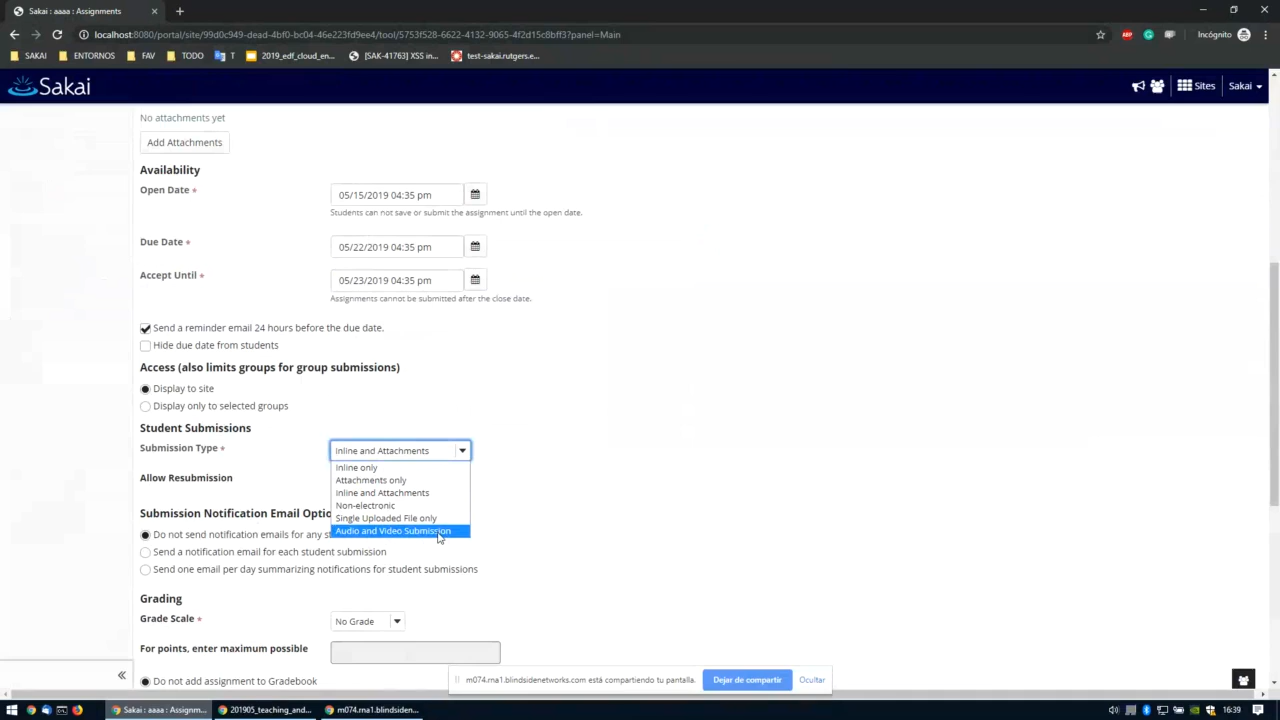 Sakai : aaaa : Assignments
localhost:8080/portal/site/99d0c949-dead-4bf0-bc04-46e223fd9ee4/tool/5753f528-6622-4132-9065-4f2d15c8bff3?panel=Main
Incógnito
SAKAI
ENTORNOS
FAV
TODO
T
2019_edf_cloud_en...
[SAK-41763] XSS in...
test-sakai.rutgers.e...
Sakai
Sites
Sakai
No attachments yet
Add Attachments
Availability
Open Date *
05/15/2019 04:35 pm
Students can not save or submit the assignment until the open date.
Due Date *
05/22/2019 04:35 pm
Accept Until *
05/23/2019 04:35 pm
Assignments cannot be submitted after the close date.
Send a reminder email 24 hours before the due date.
Hide due date from students
Access (also limits groups for group submissions)
Display to site
Display only to selected groups
Student Submissions
Submission Type *
Inline and Attachments
Inline only
Attachments only
Inline and Attachments
Non-electronic
Single Uploaded File only
Audio and Video Submission
Allow Resubmission
Submission Notification Email Optio
Do not send notification emails for any st
Send a notification email for each student submission
Send one email per day summarizing notifications for student submissions
Grading
Grade Scale *
No Grade
For points, enter maximum possible
Do not add assignment to Gradebook
m074.rna1.blindsidenetworks.com está compartiendo tu pantalla.
Dejar de compartir
Ocultar
Sakai : aaaa : Assignm...
201905_teaching_and...
m074.rna1.blindsiden...
16:39